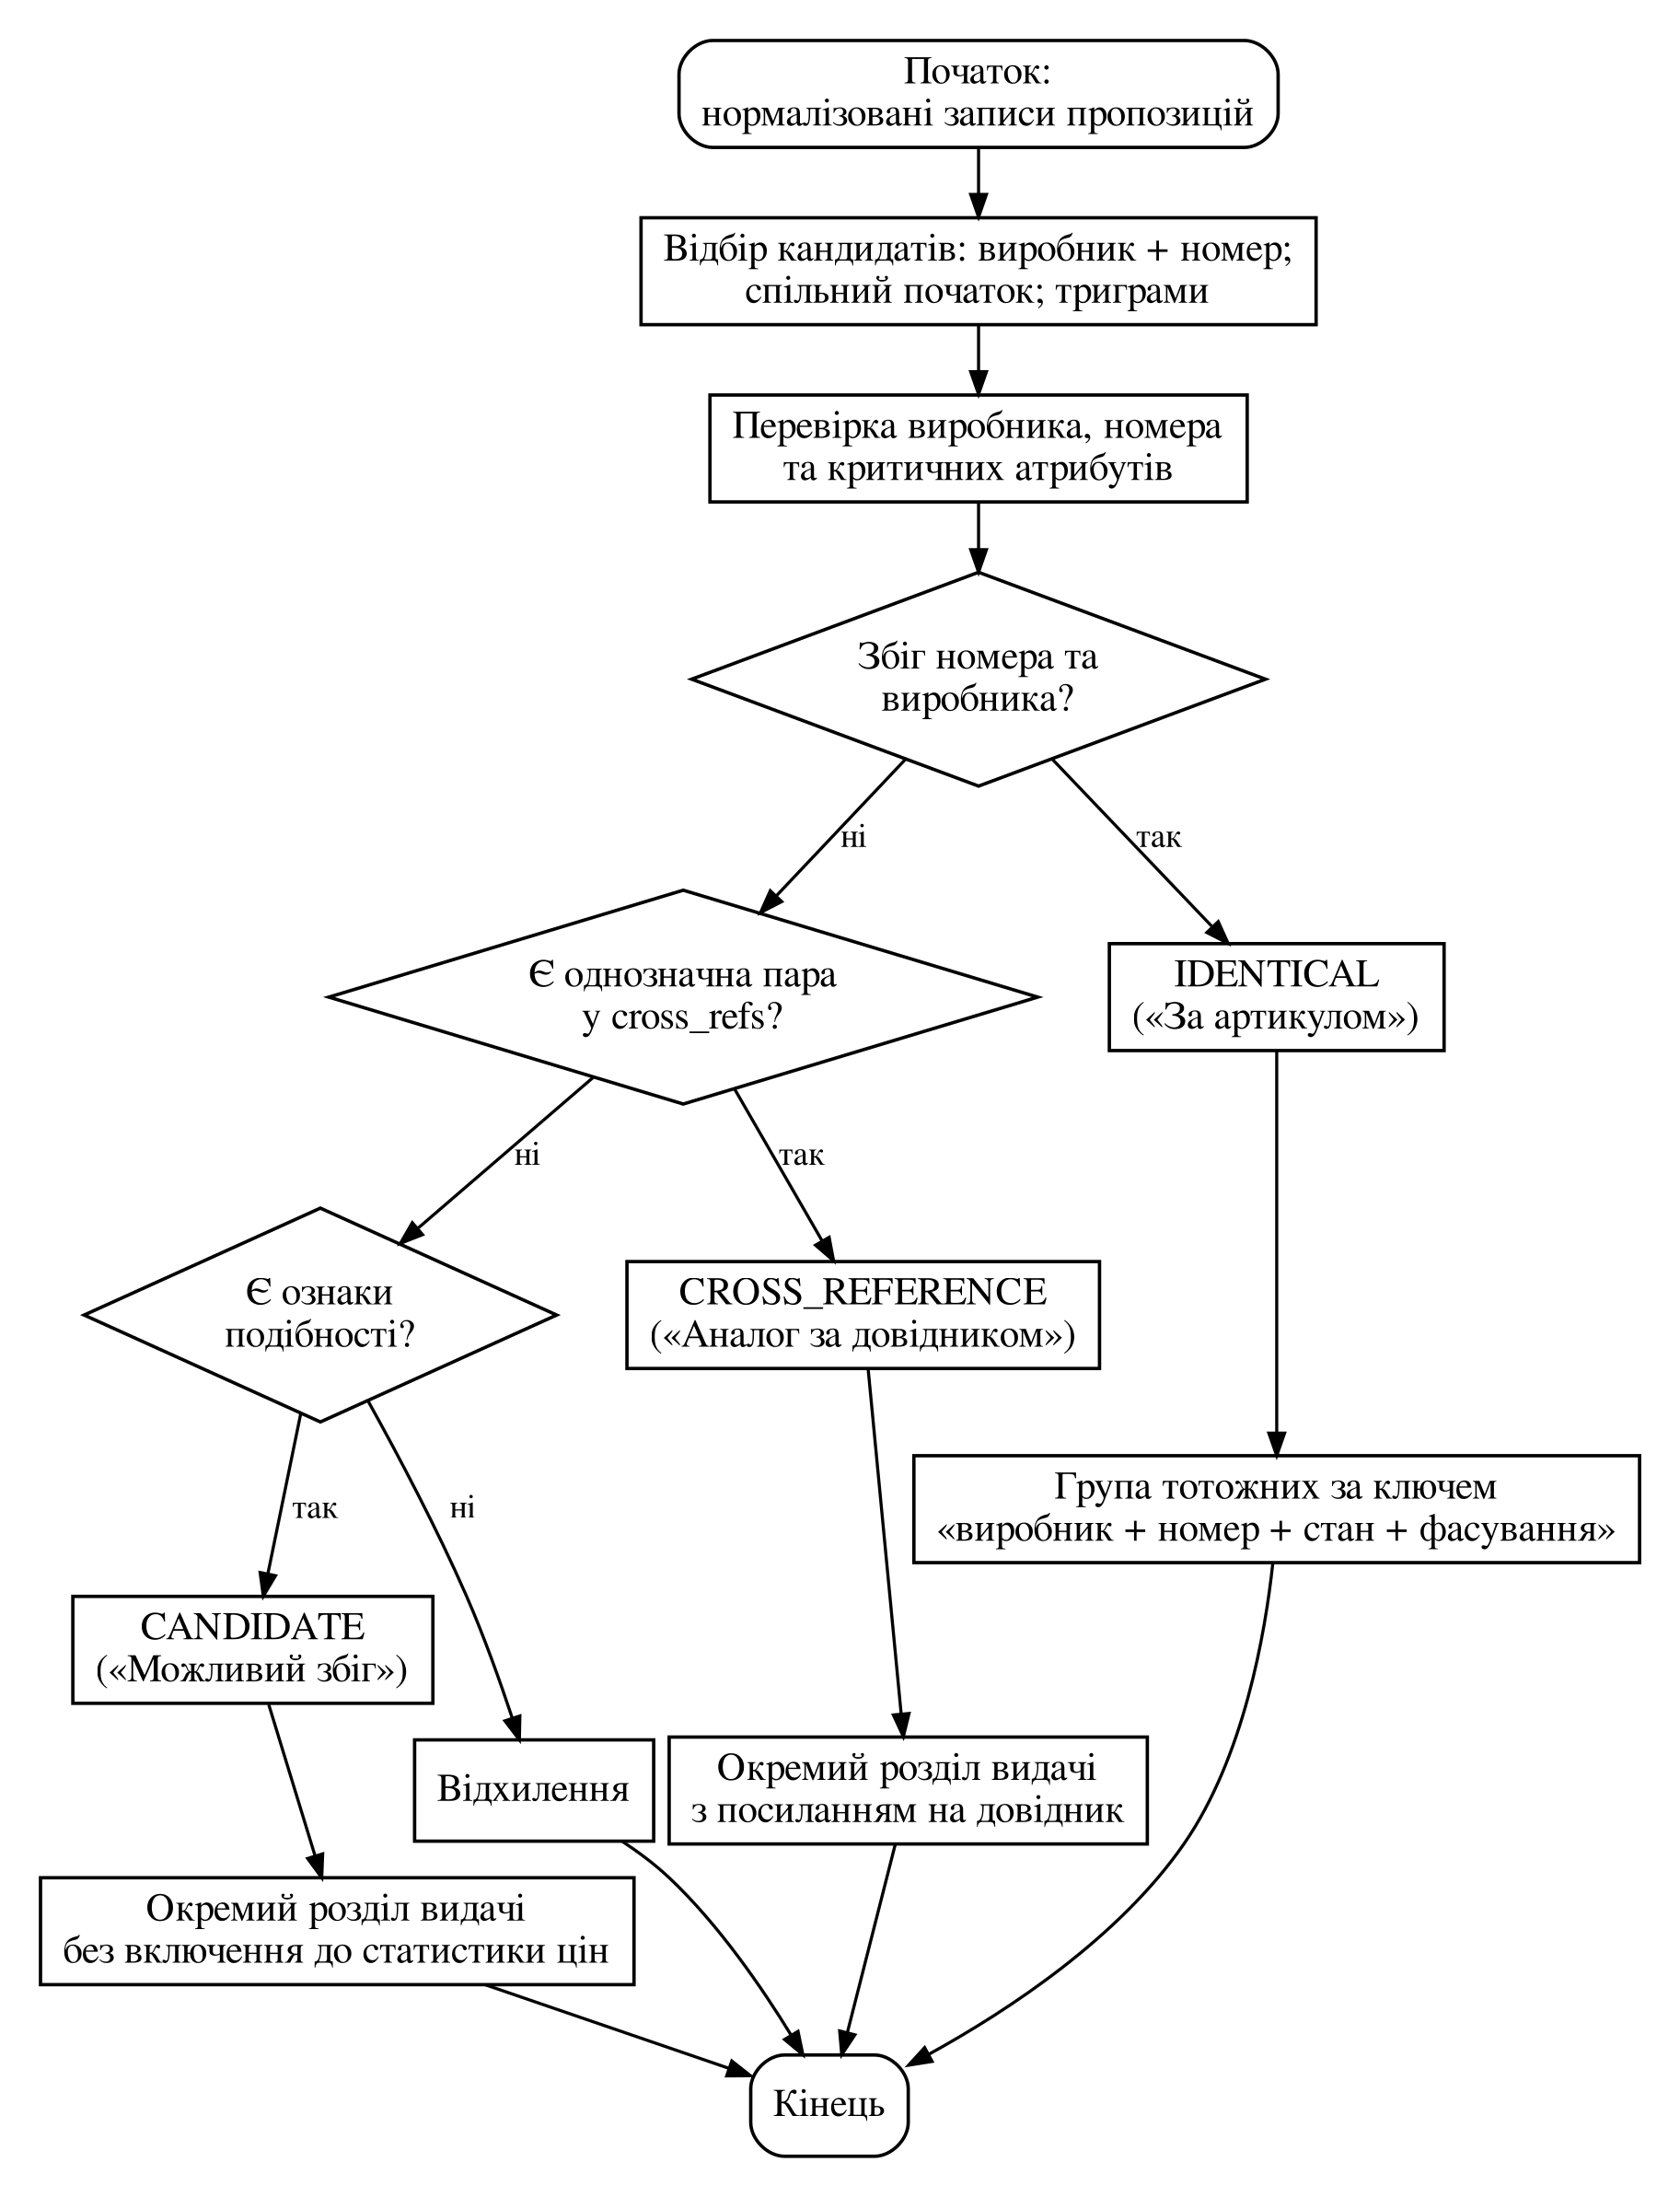 Початок:
нормалізовані записи пропозицій
Відбір кандидатів: виробник + номер;
спільний початок; триграми
Перевірка виробника, номера
та критичних атрибутів
Збіг номера та
виробника?
ні
так
Є однозначна пара
у cross_refs?
IDENTICAL
(«За артикулом»)
ні
так
Є ознаки
подібності?
CROSS_REFERENCE
(«Аналог за довідником»)
так
ні
Група тотожних за ключем
«виробник + номер + стан + фасування»
CANDIDATE
(«Можливий збіг»)
Відхилення
Окремий розділ видачі
з посиланням на довідник
Окремий розділ видачі
без включення до статистики цін
Кінець